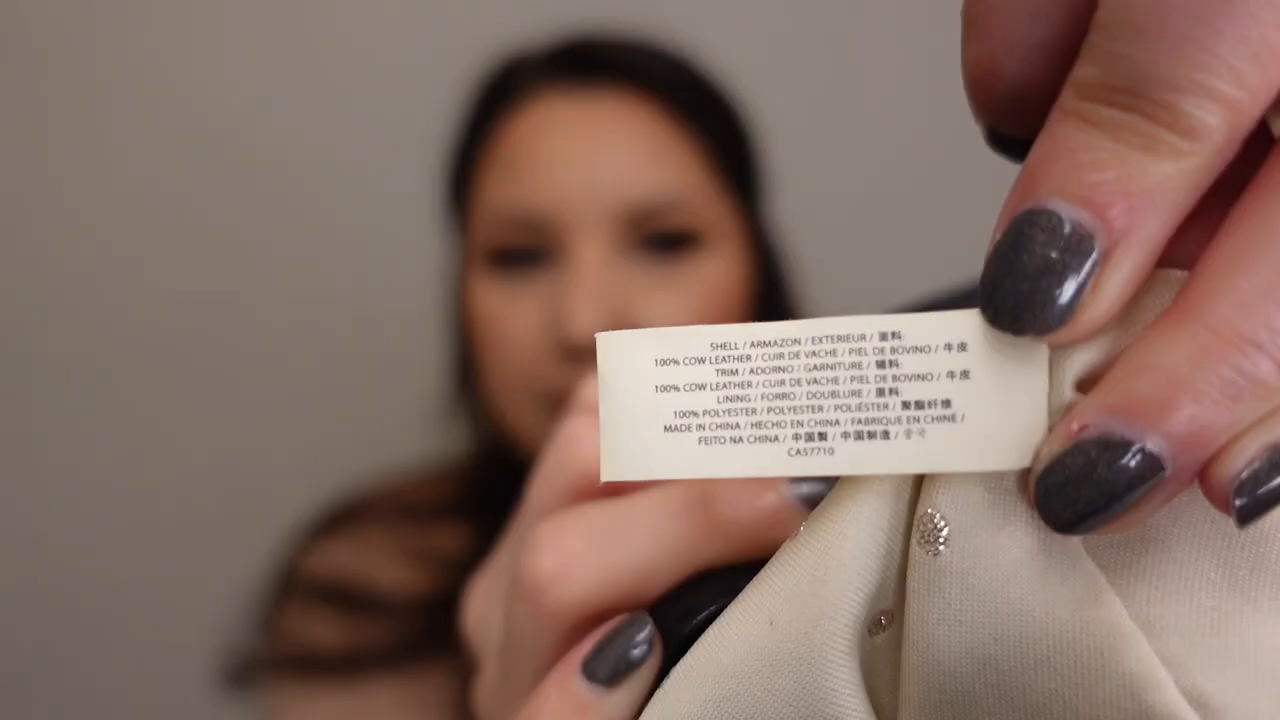 SHELL / ARMAZON / EXTERIEUR / 面料:
100% COW LEATHER / CUIR DE VACHE / PIEL DE BOVINO / 牛皮
TRIM / ADORNO / GARNITURE / 辅料:
100% COW LEATHER / CUIR DE VACHE / PIEL DE BOVINO / 牛皮
LINING / FORRO / DOUBLURE / 里料:
100% POLYESTER / POLYESTER / POLIÉSTER / 聚酯纤维
MADE IN CHINA / HECHO EN CHINA / FABRIQUE EN CHINE /
FEITO NA CHINA / 中国製 / 中国制造 / 중국
CA57710